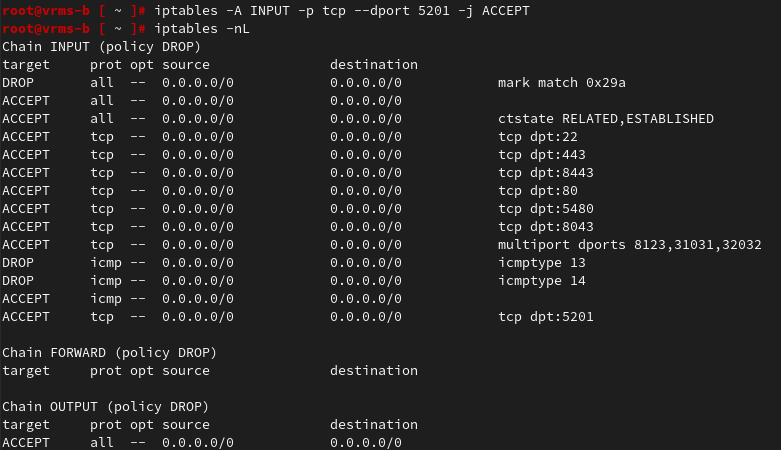 root@vrms-b [ ~ ]# iptables -A INPUT -p tcp --dport 5201 -j ACCEPT
root@vrms-b [ ~ ]# iptables -nL
Chain INPUT (policy DROP)
target     prot opt source               destination
DROP       all  --  0.0.0.0/0            0.0.0.0/0            mark match 0x29a
ACCEPT     all  --  0.0.0.0/0            0.0.0.0/0
ACCEPT     all  --  0.0.0.0/0            0.0.0.0/0            ctstate RELATED,ESTABLISHED
ACCEPT     tcp  --  0.0.0.0/0            0.0.0.0/0            tcp dpt:22
ACCEPT     tcp  --  0.0.0.0/0            0.0.0.0/0            tcp dpt:443
ACCEPT     tcp  --  0.0.0.0/0            0.0.0.0/0            tcp dpt:8443
ACCEPT     tcp  --  0.0.0.0/0            0.0.0.0/0            tcp dpt:80
ACCEPT     tcp  --  0.0.0.0/0            0.0.0.0/0            tcp dpt:5480
ACCEPT     tcp  --  0.0.0.0/0            0.0.0.0/0            tcp dpt:8043
ACCEPT     tcp  --  0.0.0.0/0            0.0.0.0/0            multiport dports 8123,31031,32032
DROP       icmp --  0.0.0.0/0            0.0.0.0/0            icmptype 13
DROP       icmp --  0.0.0.0/0            0.0.0.0/0            icmptype 14
ACCEPT     icmp --  0.0.0.0/0            0.0.0.0/0
ACCEPT     tcp  --  0.0.0.0/0            0.0.0.0/0            tcp dpt:5201

Chain FORWARD (policy DROP)
target     prot opt source               destination

Chain OUTPUT (policy DROP)
target     prot opt source               destination
ACCEPT     all  --  0.0.0.0/0            0.0.0.0/0